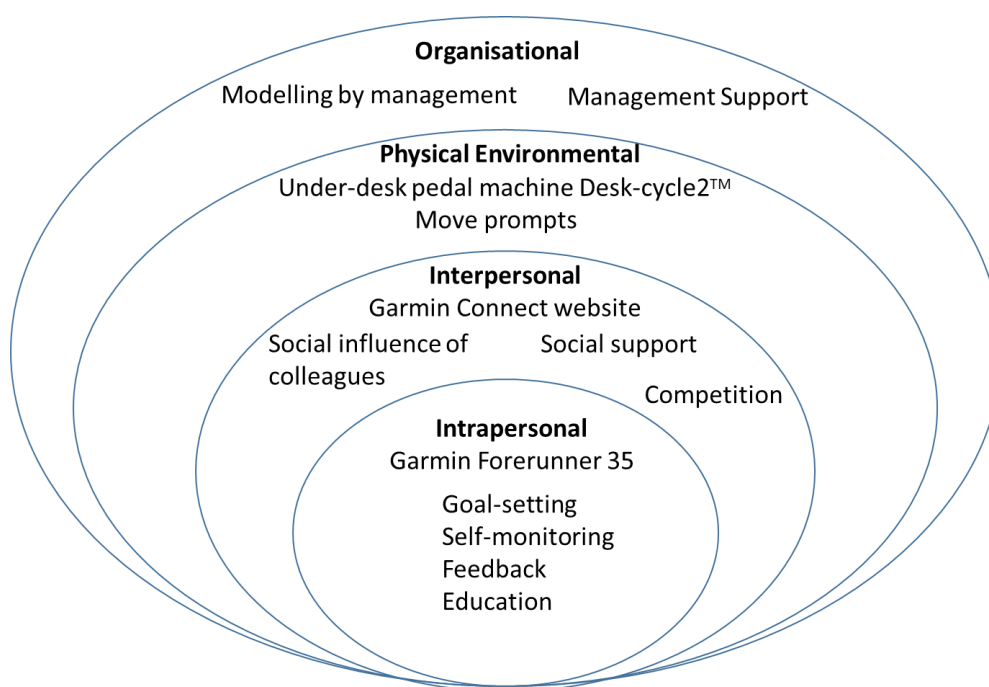 Organisational
Modelling by management Management Support
Physical Environmental
Under-desk pedal machine Desk-cycle2™
Move prompts
Interpersonal
Garmin Connect website
Social influence of colleagues
Social support
Competition
Intrapersonal
Garmin Forerunner 35
Goal-setting
Self-monitoring
Feedback
Education